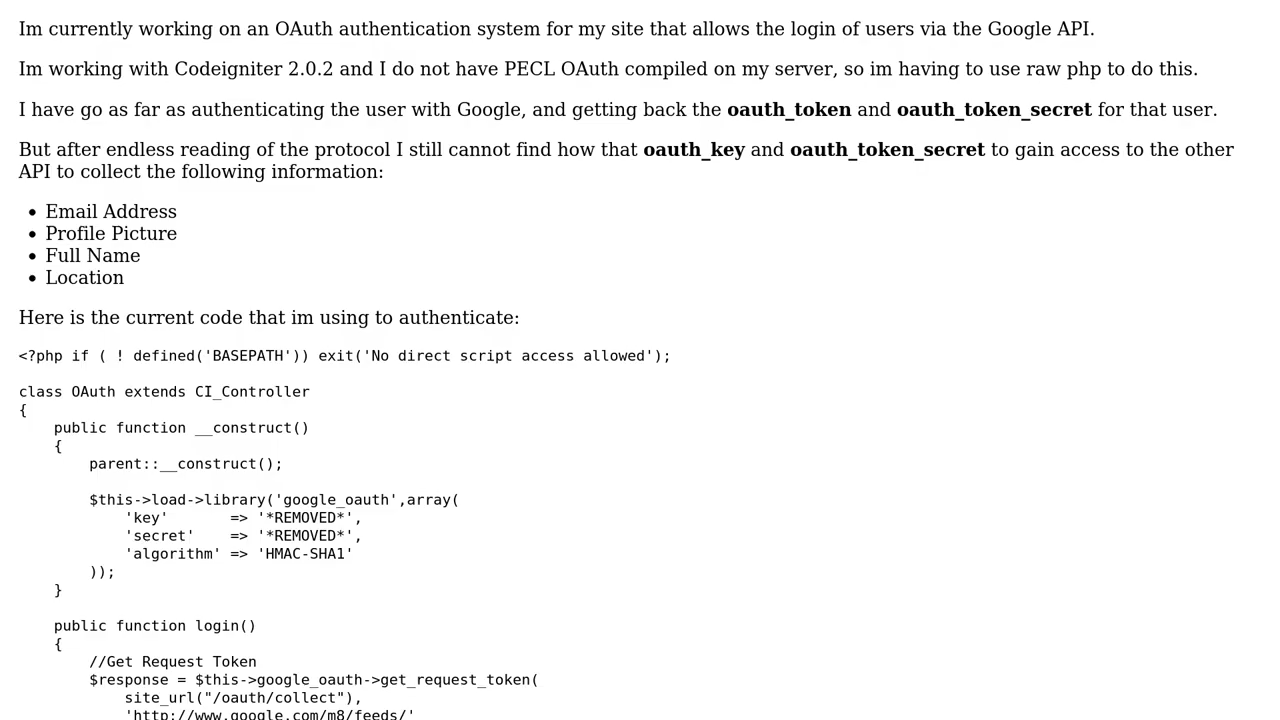 Im currently working on an OAuth authentication system for my site that allows the login of users via the Google API.
Im working with Codeigniter 2.0.2 and I do not have PECL OAuth compiled on my server, so im having to use raw php to do this.
I have go as far as authenticating the user with Google, and getting back the oauth_token and oauth_token_secret for that user.
But after endless reading of the protocol I still cannot find how that oauth_key and oauth_token_secret to gain access to the other
API to collect the following information:
• Email Address
• Profile Picture
• Full Name
• Location
Here is the current code that im using to authenticate:
<?php if ( ! defined('BASEPATH')) exit('No direct script access allowed');
class OAuth extends CI_Controller
{
    public function __construct()
    {
        parent::__construct();
        $this->load->library('google_oauth',array(
            'key'       => '*REMOVED*',
            'secret'    => '*REMOVED*',
            'algorithm' => 'HMAC-SHA1'
        ));
    }
    public function login()
    {
        //Get Request Token
        $response = $this->google_oauth->get_request_token(
            site_url("/oauth/collect"),
            'http://www.google.com/m8/feeds/'